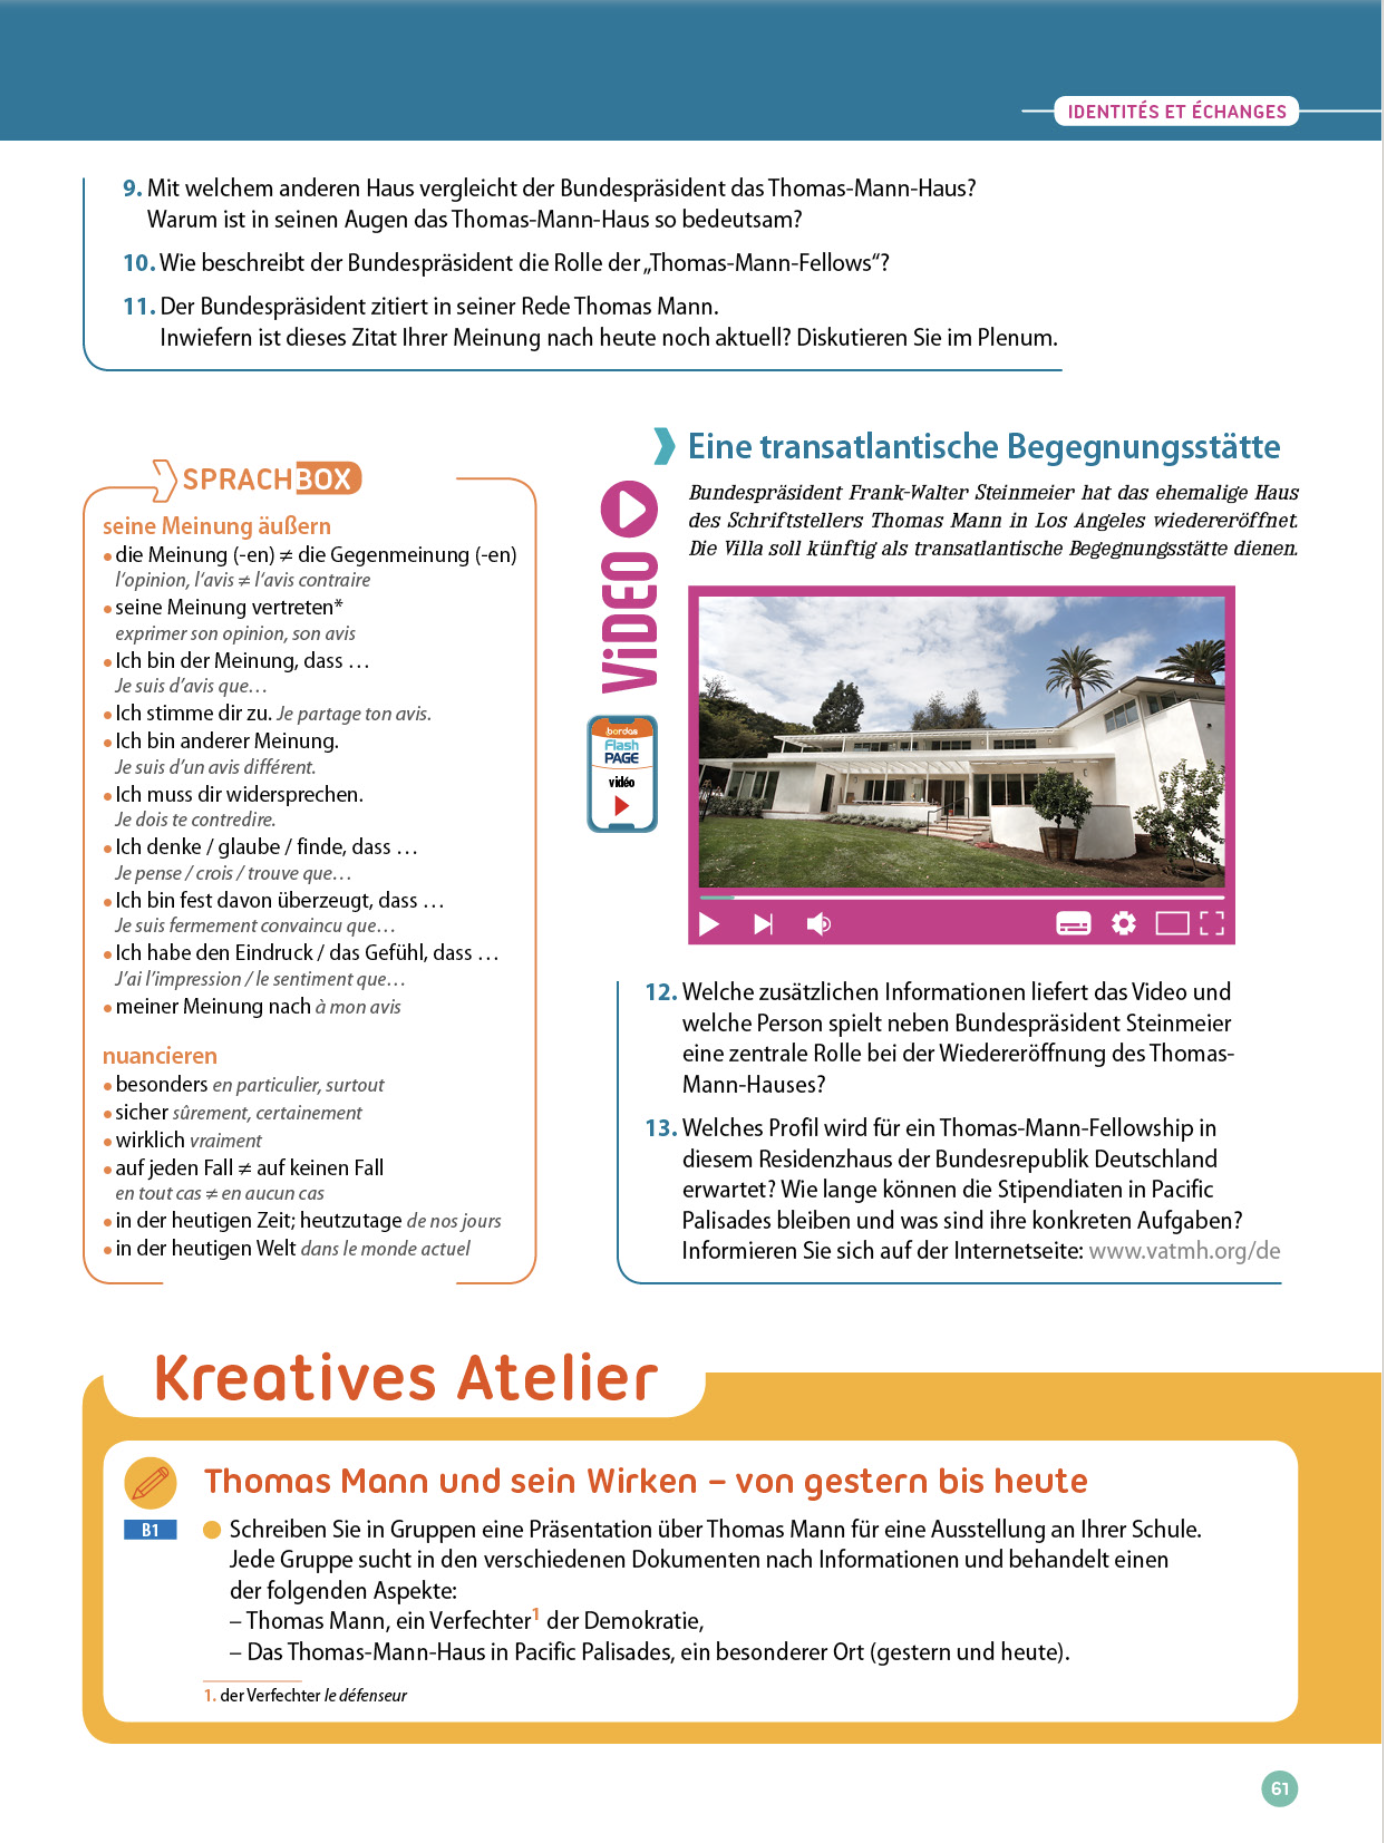 IDENTITÉS ET ÉCHANGES
9. Mit welchem anderen Haus vergleicht der Bundespräsident das Thomas-Mann-Haus?
Warum ist in seinen Augen das Thomas-Mann-Haus so bedeutsam?
10. Wie beschreibt der Bundespräsident die Rolle der „Thomas-Mann-Fellows“?
11. Der Bundespräsident zitiert in seiner Rede Thomas Mann.
Inwiefern ist dieses Zitat Ihrer Meinung nach heute noch aktuell? Diskutieren Sie im Plenum.
SPRACHBOX
seine Meinung äußern
• die Meinung (-en) ≠ die Gegenmeinung (-en)
l’opinion, l’avis ≠ l’avis contraire
• seine Meinung vertreten*
exprimer son opinion, son avis
• Ich bin der Meinung, dass …
Je suis d’avis que…
• Ich stimme dir zu. Je partage ton avis.
• Ich bin anderer Meinung.
Je suis d’un avis différent.
• Ich muss dir widersprechen.
Je dois te contredire.
• Ich denke / glaube / finde, dass …
Je pense / crois / trouve que…
• Ich bin fest davon überzeugt, dass …
Je suis fermement convaincu que…
• Ich habe den Eindruck / das Gefühl, dass …
J’ai l’impression / le sentiment que…
• meiner Meinung nach à mon avis
nuancieren
• besonders en particulier, surtout
• sicher sûrement, certainement
• wirklich vraiment
• auf jeden Fall ≠ auf keinen Fall
en tout cas ≠ en aucun cas
• in der heutigen Zeit; heutzutage de nos jours
• in der heutigen Welt dans le monde actuel
Eine transatlantische Begegnungsstätte
Bundespräsident Frank-Walter Steinmeier hat das ehemalige Haus
des Schriftstellers Thomas Mann in Los Angeles wiedereröffnet.
Die Villa soll künftig als transatlantische Begegnungsstätte dienen.
ViDEO
bordas
Flash
PAGE
vidéo
12. Welche zusätzlichen Informationen liefert das Video und
welche Person spielt neben Bundespräsident Steinmeier
eine zentrale Rolle bei der Wiedereröffnung des Thomas-
Mann-Hauses?
13. Welches Profil wird für ein Thomas-Mann-Fellowship in
diesem Residenzhaus der Bundesrepublik Deutschland
erwartet? Wie lange können die Stipendiaten in Pacific
Palisades bleiben und was sind ihre konkreten Aufgaben?
Informieren Sie sich auf der Internetseite: www.vatmh.org/de
Kreatives Atelier
Thomas Mann und sein Wirken – von gestern bis heute
B1
Schreiben Sie in Gruppen eine Präsentation über Thomas Mann für eine Ausstellung an Ihrer Schule.
Jede Gruppe sucht in den verschiedenen Dokumenten nach Informationen und behandelt einen
der folgenden Aspekte:
– Thomas Mann, ein Verfechter¹ der Demokratie,
– Das Thomas-Mann-Haus in Pacific Palisades, ein besonderer Ort (gestern und heute).
1. der Verfechter le défenseur
61